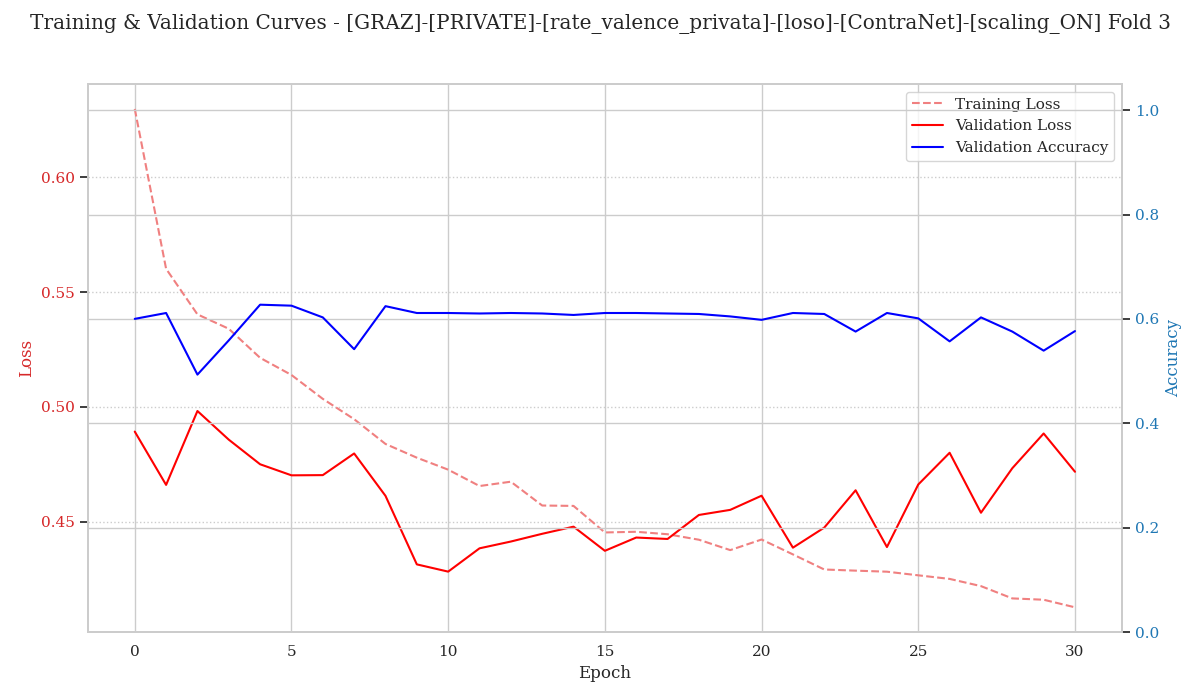 Training & Validation Curves - [GRAZ]-[PRIVATE]-[rate_valence_privata]-[loso]-[ContraNet]-[scaling_ON] Fold 3
Training Loss
Validation Loss
Validation Accuracy
Loss
0.60
0.55
0.50
0.45
1.0
0.8
0.6
0.4
0.2
0.0
Accuracy
0
5
10
15
20
25
30
Epoch